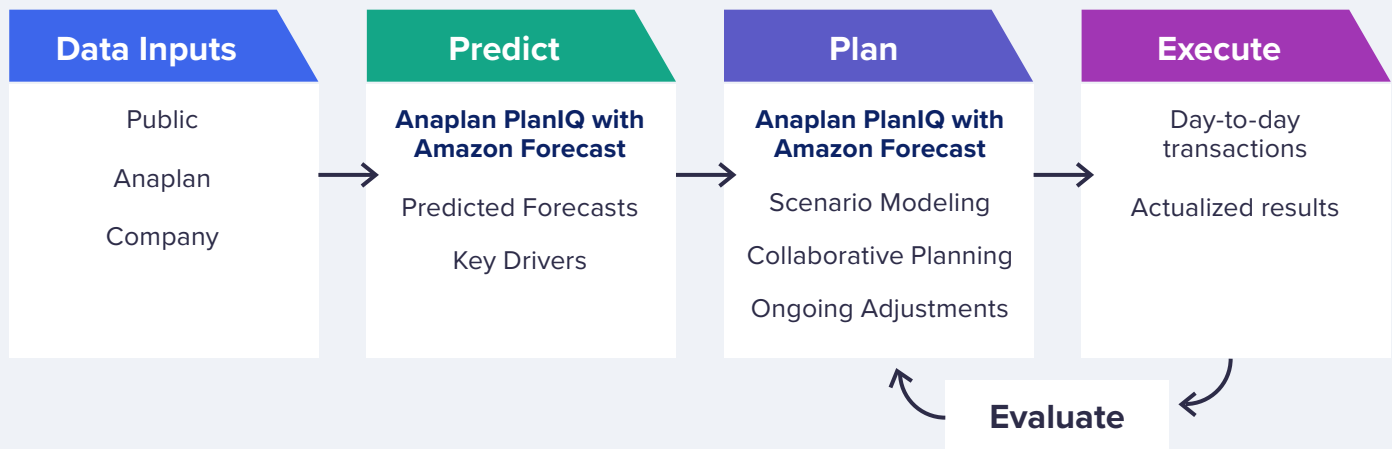 Data Inputs
Public
Anaplan
Company
Predict
Anaplan PlanIQ with
Amazon Forecast
Predicted Forecasts
Key Drivers
Plan
Anaplan PlanIQ with
Amazon Forecast
Scenario Modeling
Collaborative Planning
Ongoing Adjustments
Execute
Day-to-day
transactions
Actualized results
Evaluate